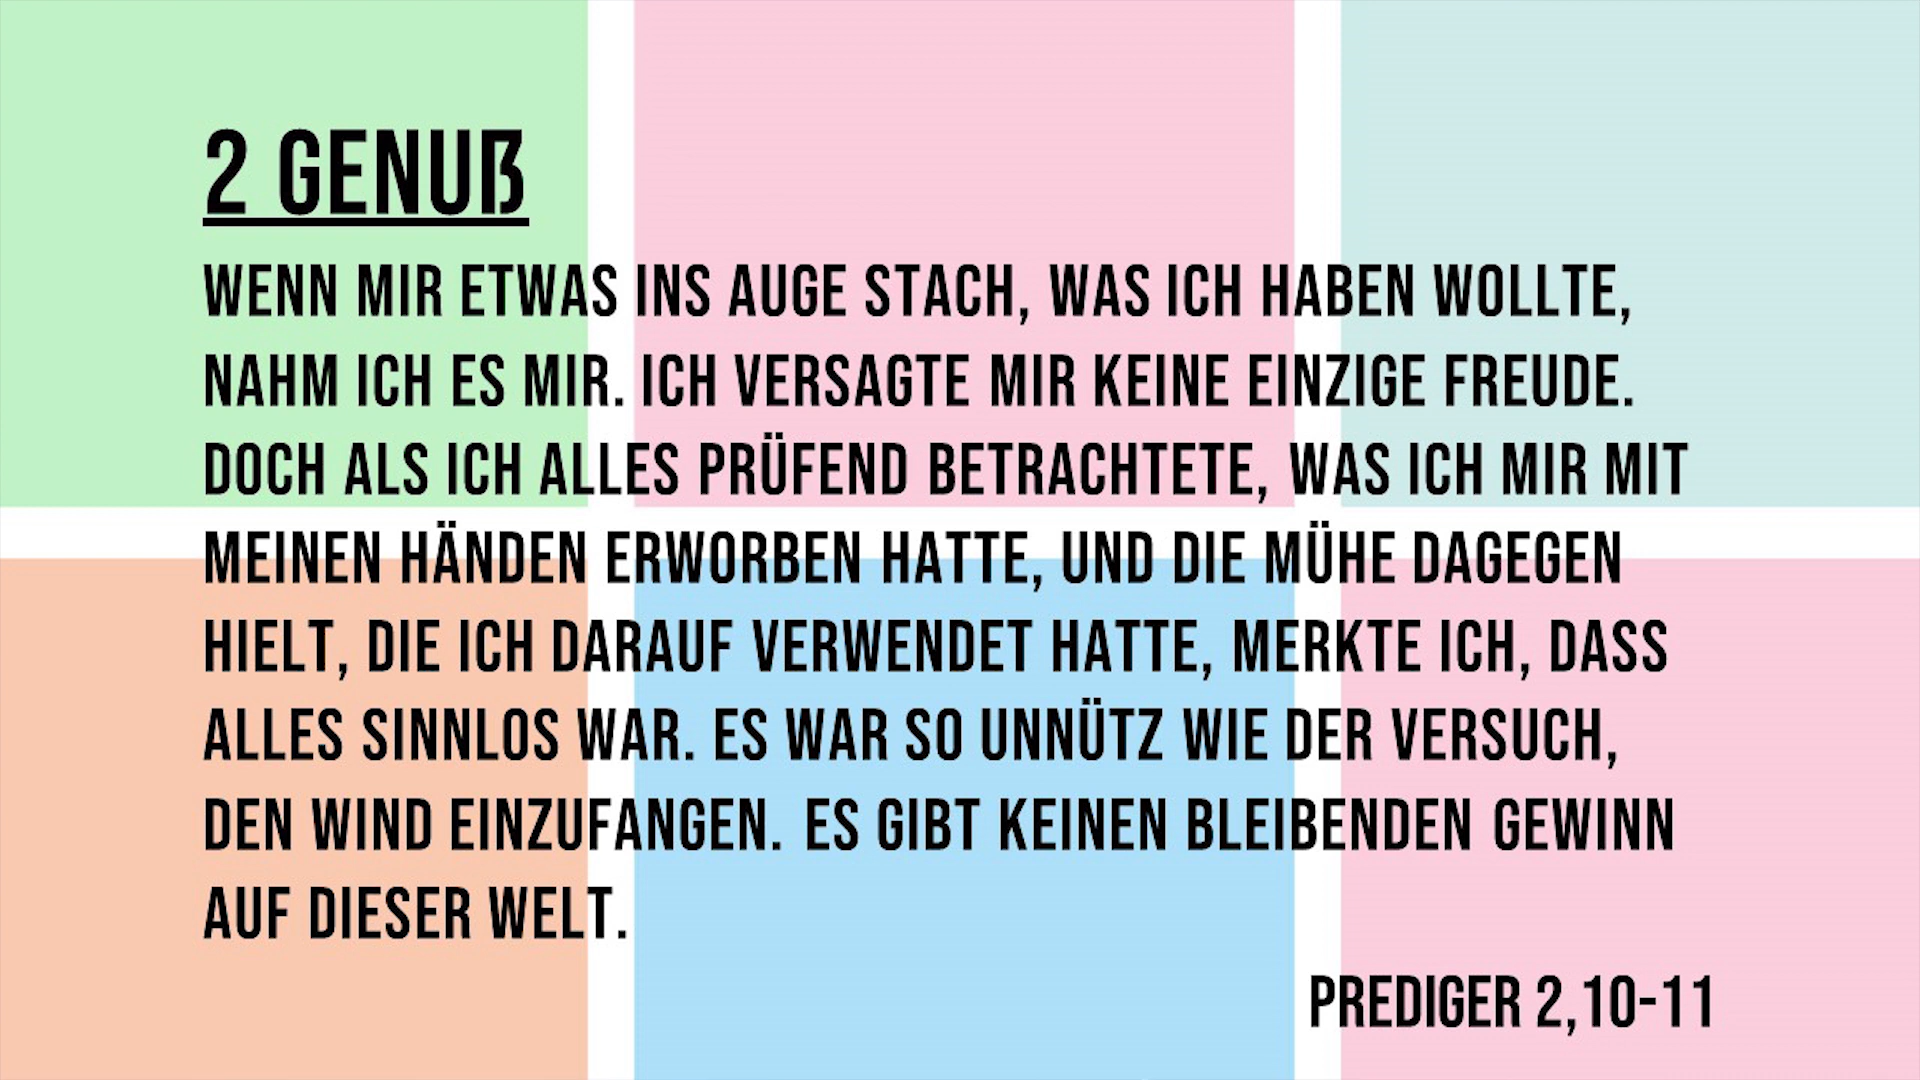 2 GENUß
WENN MIR ETWAS INS AUGE STACH, WAS ICH HABEN WOLLTE,
NAHM ICH ES MIR. ICH VERSAGTE MIR KEINE EINZIGE FREUDE.
DOCH ALS ICH ALLES PRÜFEND BETRACHTETE, WAS ICH MIR MIT
MEINEN HÄNDEN ERWORBEN HATTE, UND DIE MÜHE DAGEGEN
HIELT, DIE ICH DARAUF VERWENDET HATTE, MERKTE ICH, DASS
ALLES SINNLOS WAR. ES WAR SO UNNÜTZ WIE DER VERSUCH,
DEN WIND EINZUFANGEN. ES GIBT KEINEN BLEIBENDEN GEWINN
AUF DIESER WELT.
PREDIGER 2,10-11